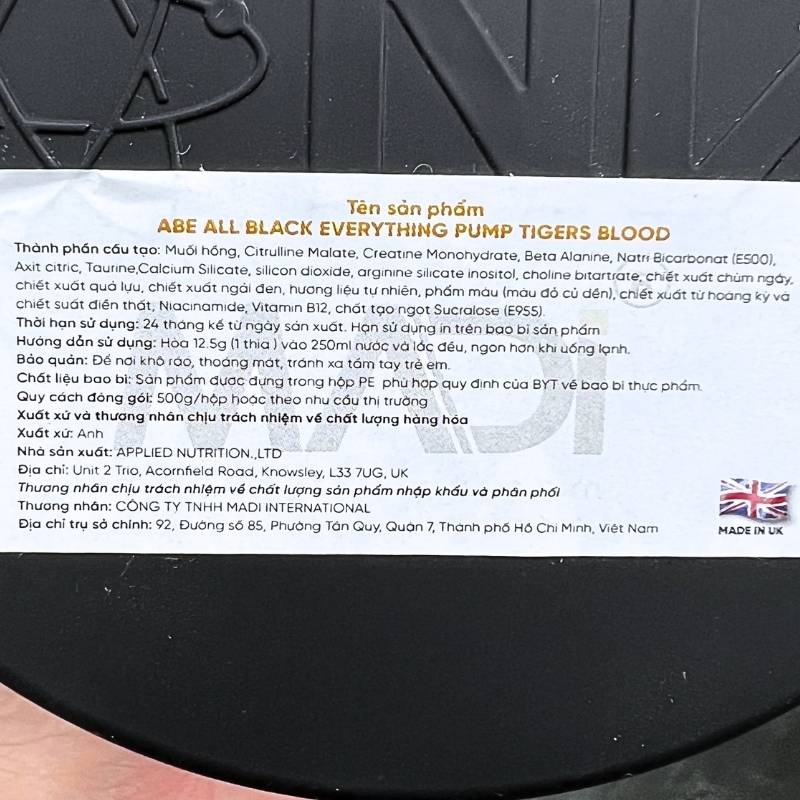 Tên sản phẩm
ABE ALL BLACK EVERYTHING PUMP TIGERS BLOOD
Thành phần cấu tạo: Muối hồng, Citrulline Malate, Creatine Monohydrate, Beta Alanine, Natri Bicarbonat (E500),
Axit citric, Taurine,Calcium Silicate, silicon dioxide, arginine silicate inositol, choline bitartrate, chiết xuất chùm ngây,
chiết xuất quả lựu, chiết xuất ngải đen, hương liệu tự nhiên, phẩm màu (màu đỏ củ dền), chiết xuất từ hoàng kỳ và
chiết suất điền thất, Niacinamide, Vitamin B12, chất tạo ngọt Sucralose (E955).
Thời hạn sử dụng: 24 tháng kể từ ngày sản xuất. Hạn sử dụng in trên bao bì sản phẩm
Hướng dẫn sử dụng: Hòa 12.5g (1 thìa ) vào 250ml nước và lắc đều, ngon hơn khi uống lạnh.
Bảo quản: Để nơi khô ráo, thoáng mát, tránh xa tầm tay trẻ em.
Chất liệu bao bì: Sản phẩm được đựng trong hộp PE phù hợp quy định của BYT về bao bì thực phẩm.
Quy cách đóng gói: 500g/hộp hoặc theo nhu cầu thị trường
Xuất xứ và thương nhân chịu trách nhiệm về chất lượng hàng hóa
Xuất xứ: Anh
Nhà sản xuất: APPLIED NUTRITION.,LTD
Địa chỉ: Unit 2 Trio, Acornfield Road, Knowsley, L33 7UG, UK
Thương nhân chịu trách nhiệm về chất lượng sản phẩm nhập khẩu và phân phối
Thương nhân: CÔNG TY TNHH MADI INTERNATIONAL
Địa chỉ trụ sở chính: 92, Đường số 85, Phường Tân Quy, Quận 7, Thành phố Hồ Chí Minh, Việt Nam
MADE IN UK
MADI